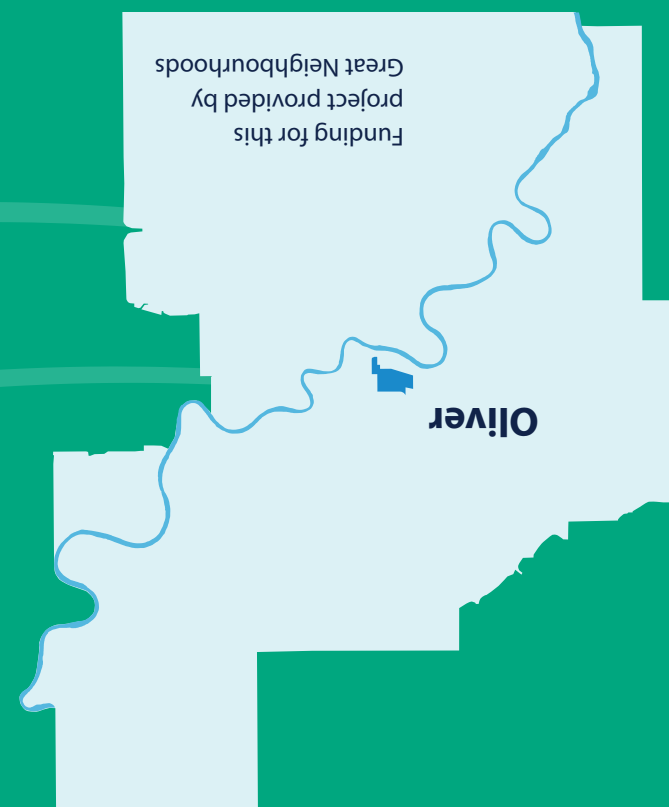 Oliver
Funding for this
project provided by
Great Neighbourhoods